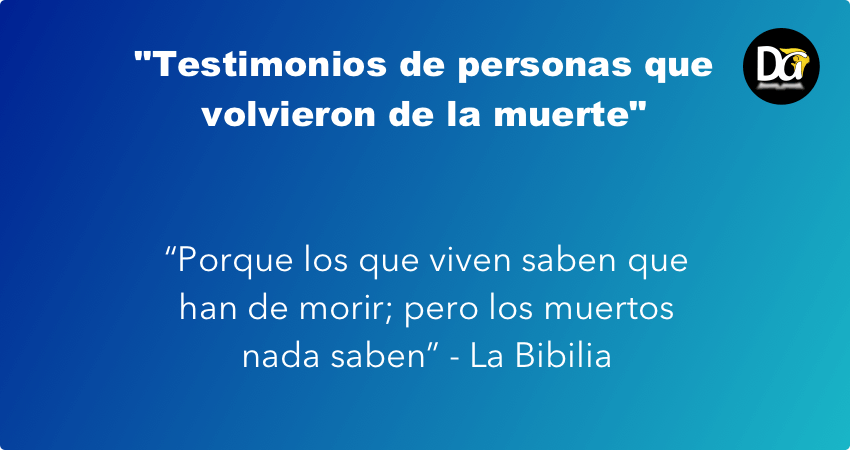 "Testimonios de personas que
volvieron de la muerte"
DG
“Porque los que viven saben que
han de morir; pero los muertos
nada saben” - La Bibilia